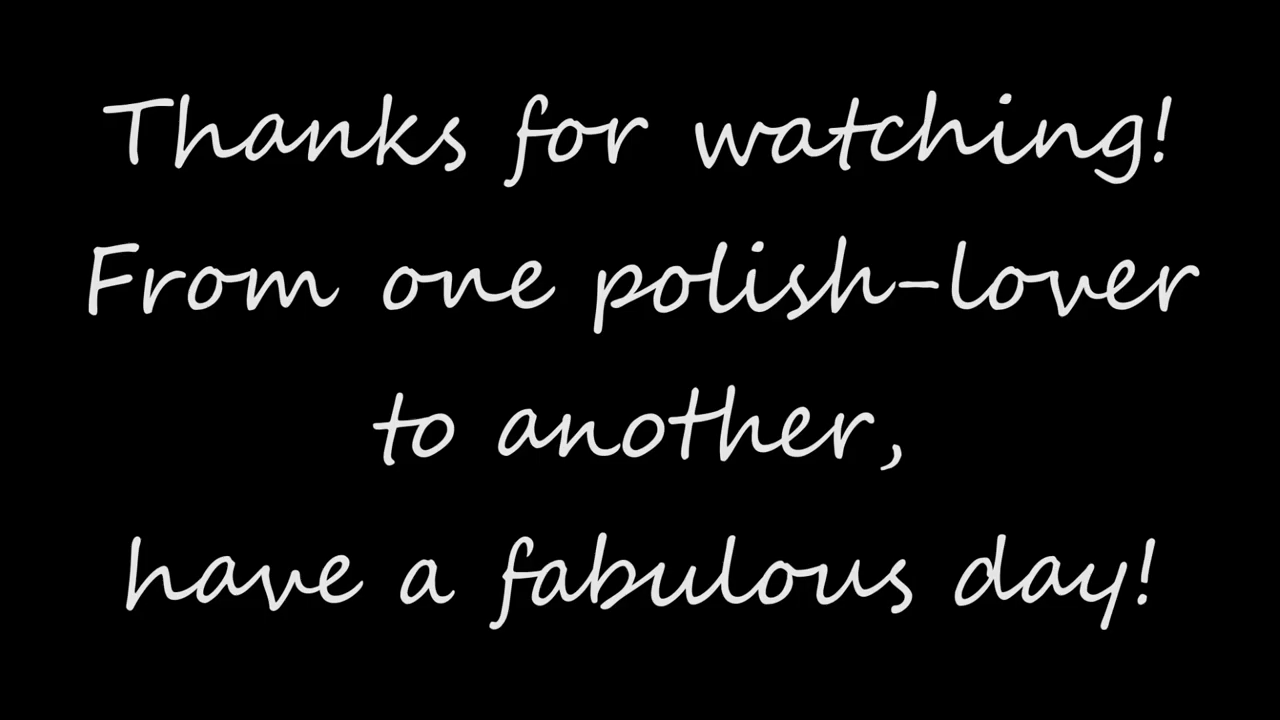 Thanks for watching!
From one polish-lover
to another,
have a fabulous day!